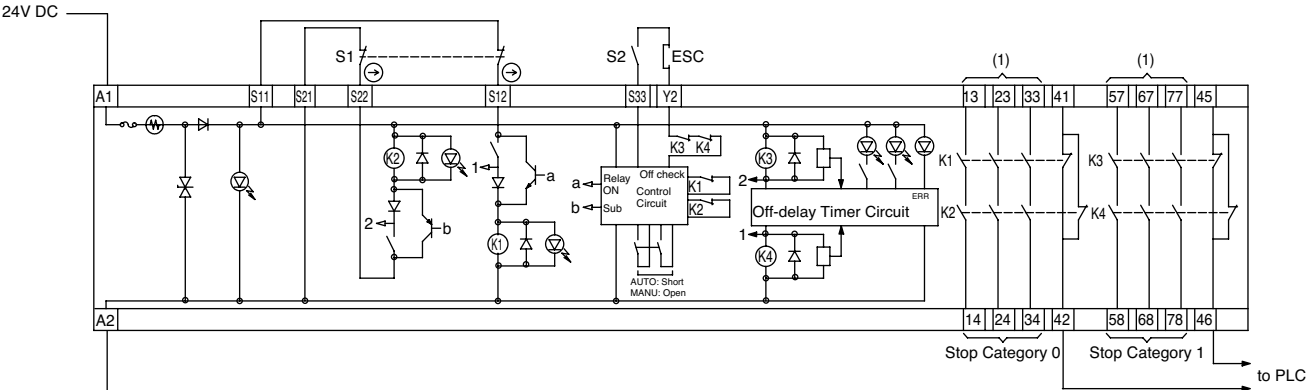 24V DC
S1 S2 ESC (1) (1)
A1 S11 S21 S22 S12 S33 Y2 13 23 33 41 57 67 77 45
K3 K4
K2 1 a Relay ON Off check K1 2 K3 K1 K3
a b Sub Control Circuit K2 ERR
2 b K1 Off-delay Timer Circuit K2 K4
1 K4
AUTO: Short
MANU: Open
A2 14 24 34 42 58 68 78 46
Stop Category 0 Stop Category 1
to PLC